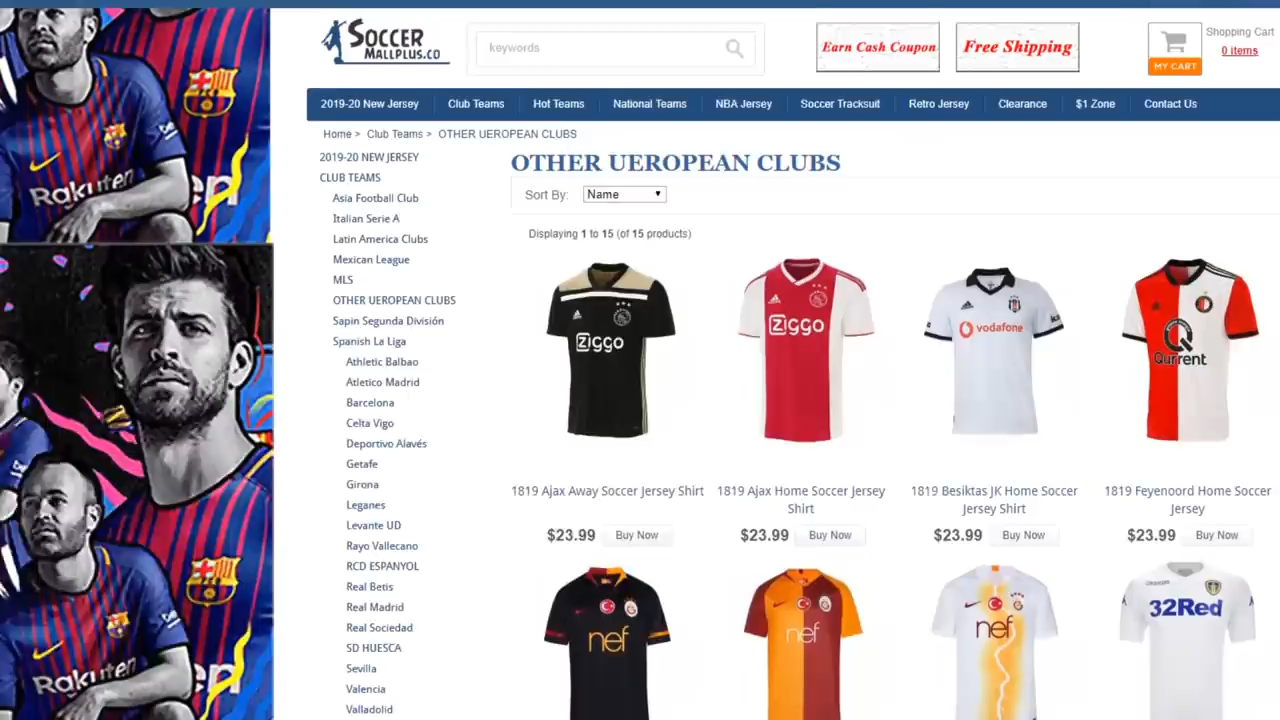 SOCCER
MALLPLUS.CO
keywords
Earn Cash Coupon
Free Shipping
MY CART
Shopping Cart
0 items
2019-20 New Jersey
Club Teams
Hot Teams
National Teams
NBA Jersey
Soccer Tracksuit
Retro Jersey
Clearance
$1 Zone
Contact Us
Home > Club Teams > OTHER UEROPEAN CLUBS
2019-20 NEW JERSEY
CLUB TEAMS
Asia Football Club
Italian Serie A
Latin America Clubs
Mexican League
MLS
OTHER UEROPEAN CLUBS
Sapin Segunda División
Spanish La Liga
Athletic Balbao
Atletico Madrid
Barcelona
Celta Vigo
Deportivo Alavés
Getafe
Girona
Leganes
Levante UD
Rayo Vallecano
RCD ESPANYOL
Real Betis
Real Madrid
Real Sociedad
SD HUESCA
Sevilla
Valencia
Valladolid
OTHER UEROPEAN CLUBS
Sort By: Name
Displaying 1 to 15 (of 15 products)
ziggo
ziggo
vodafone
Qurrent
1819 Ajax Away Soccer Jersey Shirt
$23.99 Buy Now
1819 Ajax Home Soccer Jersey
Shirt
$23.99 Buy Now
1819 Besiktas JK Home Soccer
Jersey Shirt
$23.99 Buy Now
1819 Feyenoord Home Soccer
Jersey
$23.99 Buy Now
nef
nef
nef
32Red
Rakuten
Rakuten